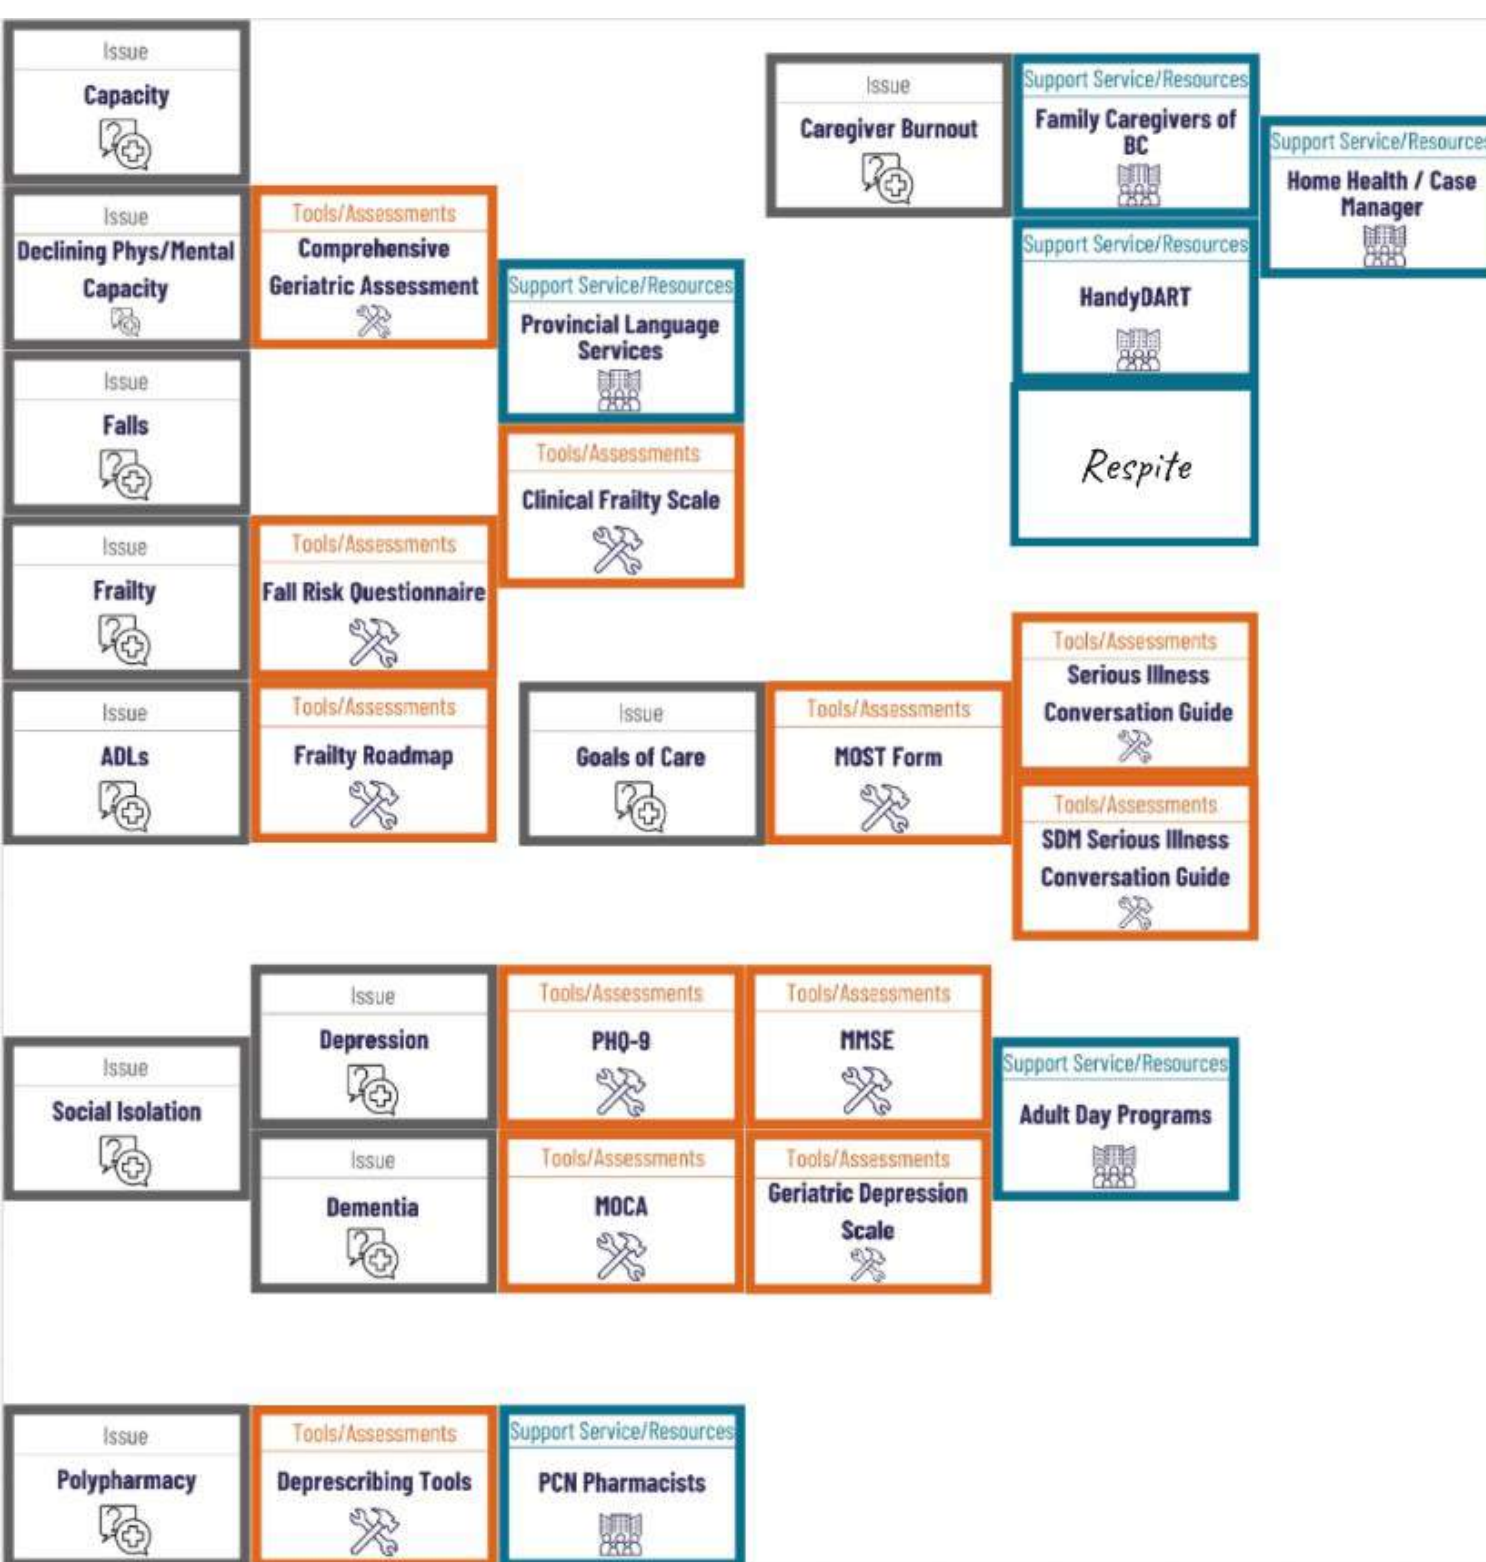 Issue
Capacity
Issue
Declining Phys/Mental
Capacity
Tools/Assessments
Comprehensive
Geriatric Assessment
Support Service/Resources
Provincial Language
Services
Issue
Falls
Tools/Assessments
Clinical Frailty Scale
Issue
Frailty
Tools/Assessments
Fall Risk Questionnaire
Issue
ADLs
Tools/Assessments
Frailty Roadmap
Issue
Caregiver Burnout
Support Service/Resources
Family Caregivers of
BC
Support Service/Resources
Home Health / Case
Manager
Support Service/Resources
HandyDART
Respite
Issue
Goals of Care
Tools/Assessments
MOST Form
Tools/Assessments
Serious Illness
Conversation Guide
Tools/Assessments
SDM Serious Illness
Conversation Guide
Issue
Social Isolation
Issue
Depression
Tools/Assessments
PHQ-9
Tools/Assessments
MMSE
Issue
Dementia
Tools/Assessments
MOCA
Tools/Assessments
Geriatric Depression
Scale
Support Service/Resources
Adult Day Programs
Issue
Polypharmacy
Tools/Assessments
Deprescribing Tools
Support Service/Resources
PCN Pharmacists